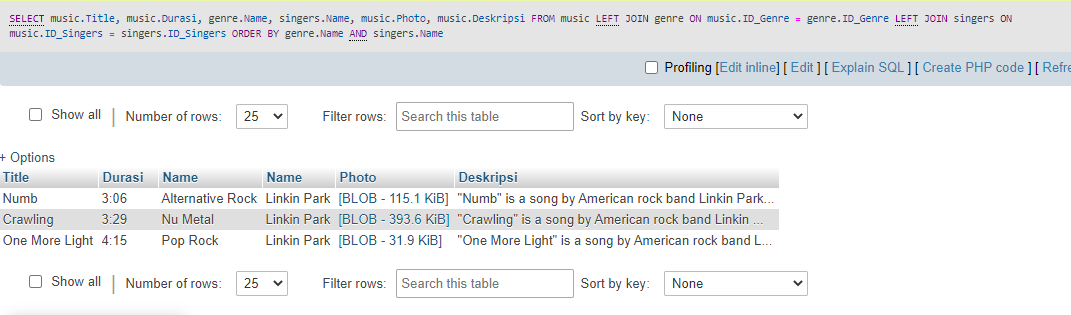 SELECT music.Title, music.Durasi, genre.Name, singers.Name, music.Photo, music.Deskripsi FROM music LEFT JOIN genre ON music.ID_Genre = genre.ID_Genre LEFT JOIN singers ON
music.ID_Singers = singers.ID_Singers ORDER BY genre.Name AND singers.Name
Profiling [Edit inline] [ Edit ] [ Explain SQL ] [ Create PHP code ] [ Refre
Show all | Number of rows: 25 Filter rows: Search this table Sort by key: None
+ Options
Title Durasi Name Name Photo Deskripsi
Numb 3:06 Alternative Rock Linkin Park [BLOB - 115.1 KiB] "Numb" is a song by American rock band Linkin Park...
Crawling 3:29 Nu Metal Linkin Park [BLOB - 393.6 KiB] "Crawling" is a song by American rock band Linkin ...
One More Light 4:15 Pop Rock Linkin Park [BLOB - 31.9 KiB] "One More Light" is a song by American rock band L...
Show all | Number of rows: 25 Filter rows: Search this table Sort by key: None